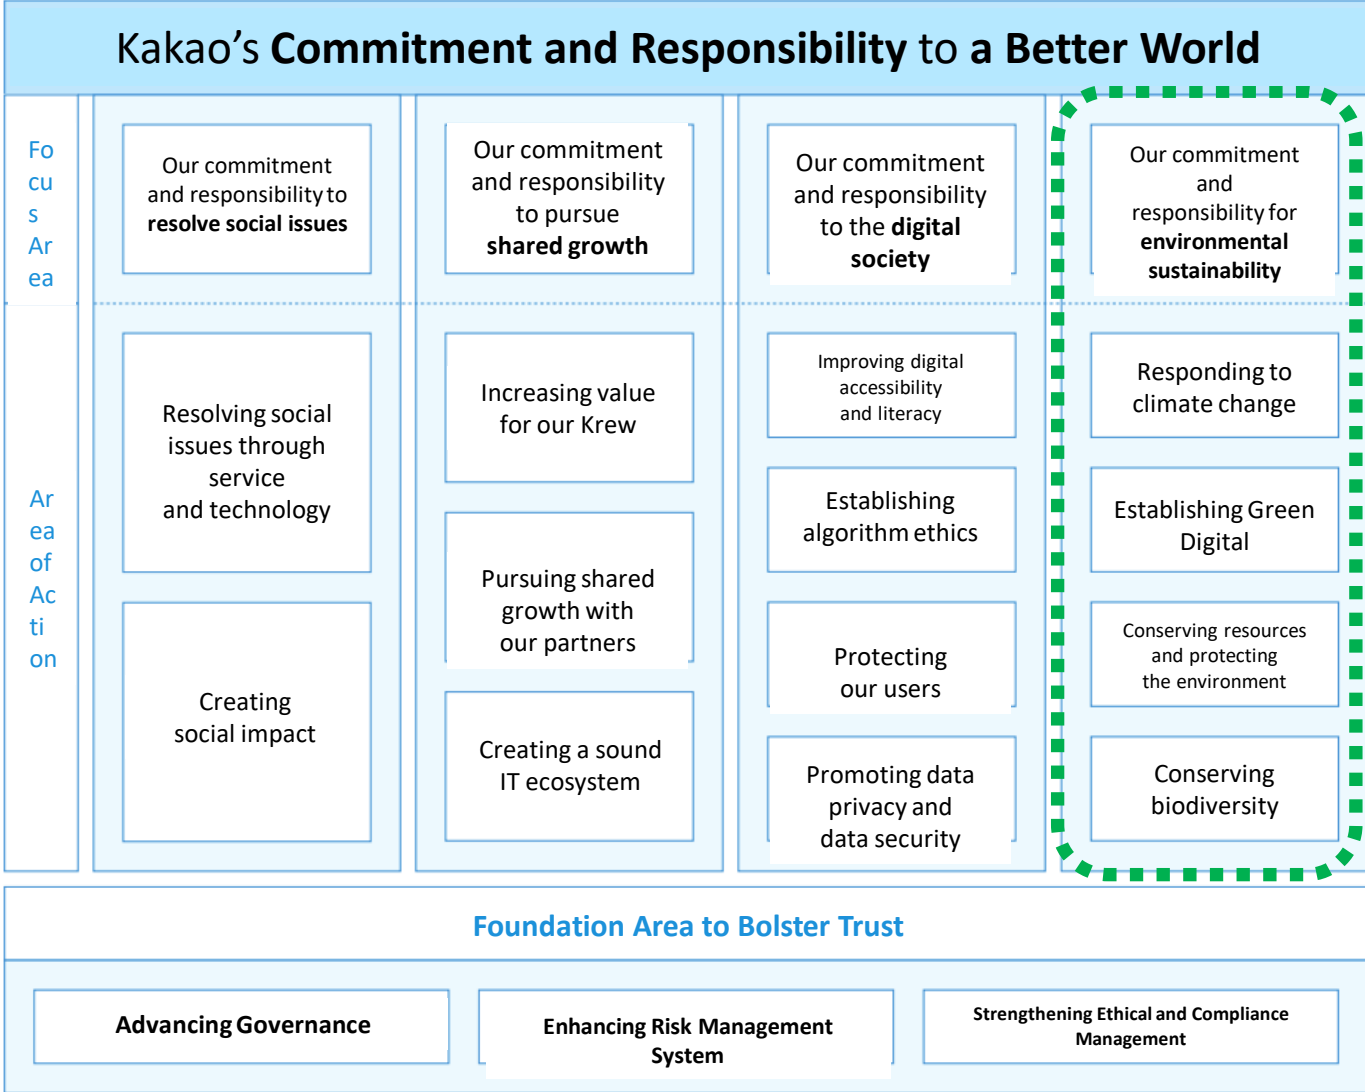 Kakao's Commitment and Responsibility to a Better World
Fo
cu
s
Ar
ea
Our commitment
and responsibility to
resolve social issues
Our commitment
and responsibility
to pursue
shared growth
Our commitment
and responsibility
to the digital
society
Our commitment
and
responsibility for
environmental
sustainability
Ar
ea
of
Ac
ti
on
Resolving social
issues through
service
and technology
Creating
social impact
Increasing value
for our Krew
Pursuing shared
growth with
our partners
Creating a sound
IT ecosystem
Improving digital
accessibility
and literacy
Establishing
algorithm ethics
Protecting
our users
Promoting data
privacy and
data security
Responding to
climate change
Establishing Green
Digital
Conserving resources
and protecting
the environment
Conserving
biodiversity
Foundation Area to Bolster Trust
Advancing Governance
Enhancing Risk Management
System
Strengthening Ethical and Compliance
Management